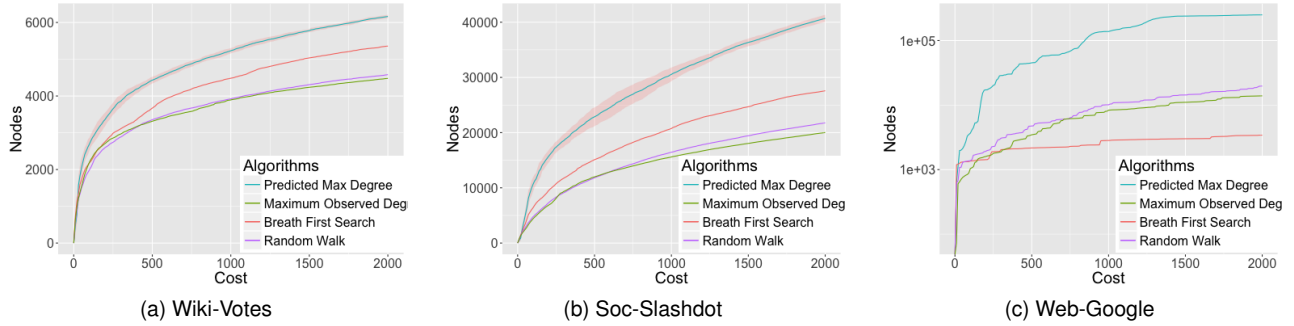 6000
4000
2000
0
Nodes
Algorithms
Predicted Max Degree
Maximum Observed Deg
Breath First Search
Random Walk
0 500 1000 1500 2000
Cost
(a) Wiki-Votes
40000
30000
20000
10000
0
Nodes
Algorithms
Predicted Max Degree
Maximum Observed Degr
Breath First Search
Random Walk
0 500 1000 1500 2000
Cost
(b) Soc-Slashdot
1e+05
1e+03
Nodes
Algorithms
Predicted Max Degree
Maximum Observed Deg
Breath First Search
Random Walk
0 500 1000 1500 2000
Cost
(c) Web-Google